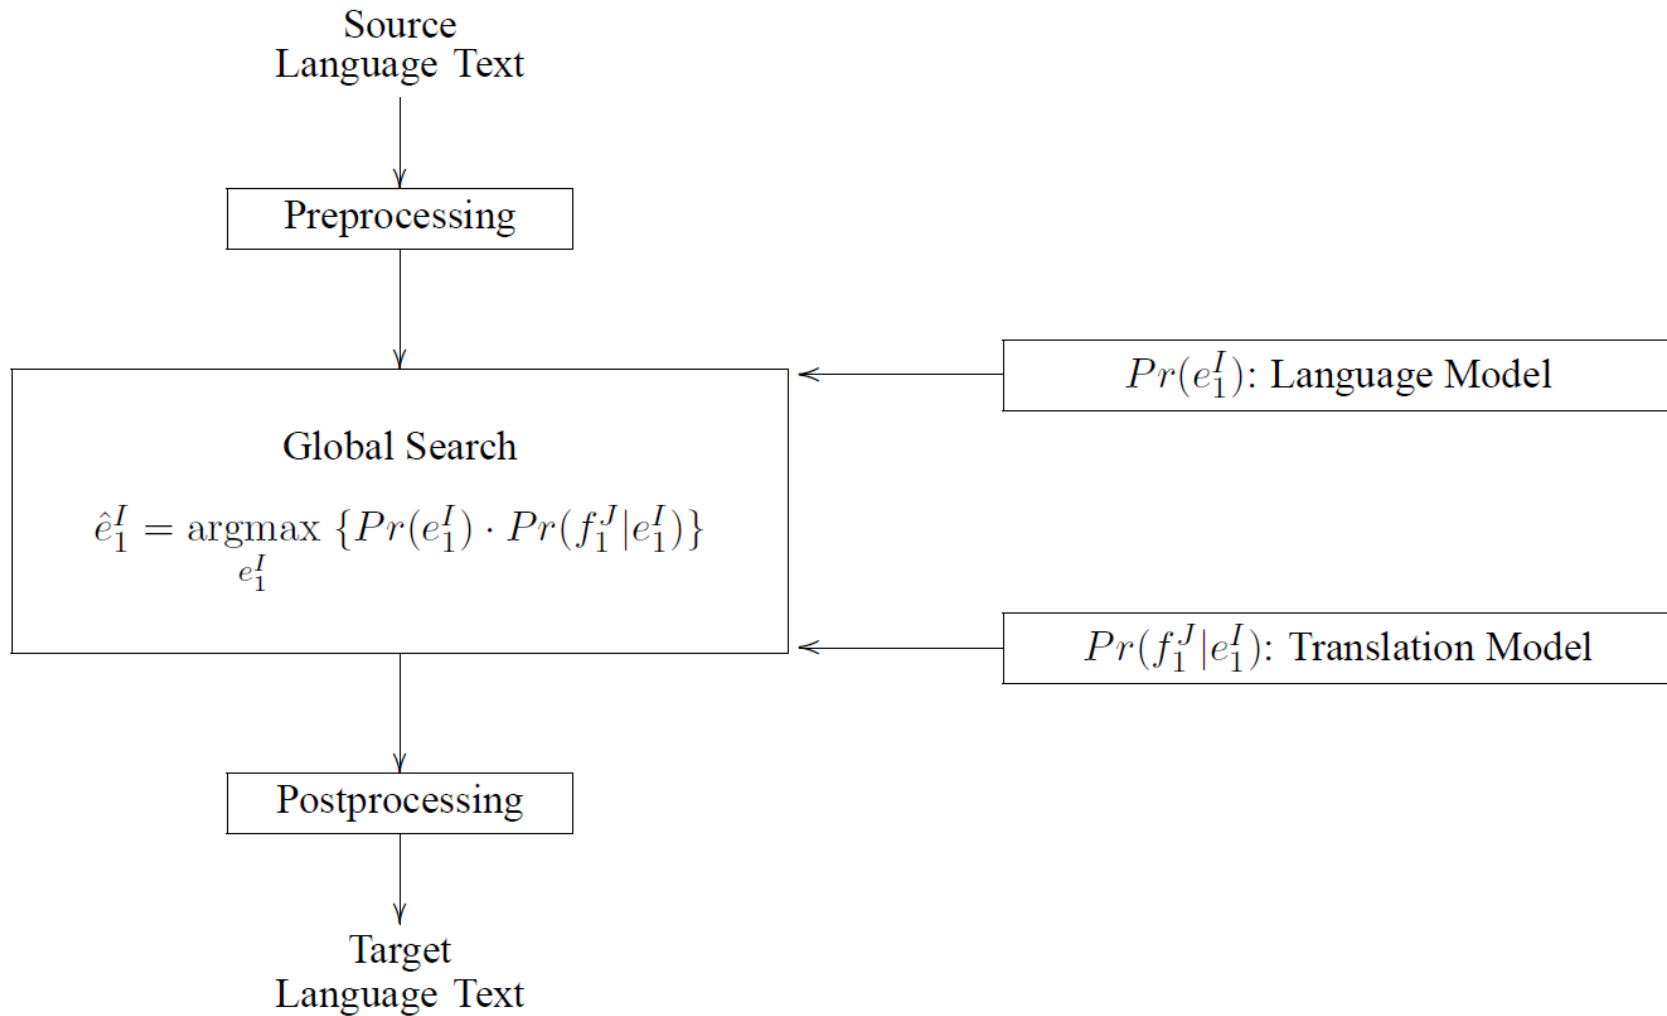 Source
Language Text
Preprocessing
Pr(e_1^I): Language Model
Global Search
ê_1^I = argmax {Pr(e_1^I) · Pr(f_1^J|e_1^I)}
e_1^I
Pr(f_1^J|e_1^I): Translation Model
Postprocessing
Target
Language Text